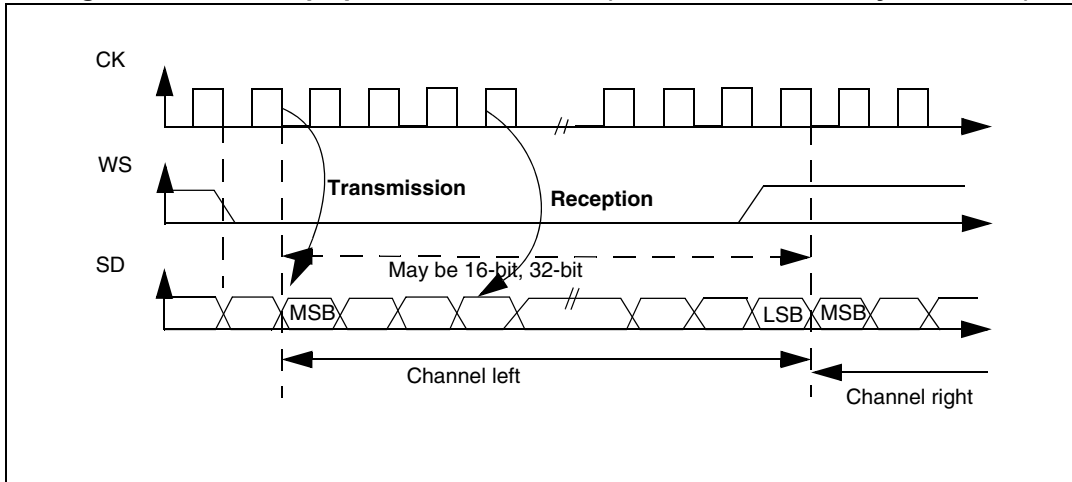 CK
WS
Transmission
Reception
SD
May be 16-bit, 32-bit
MSB
LSB
MSB
Channel left
Channel right